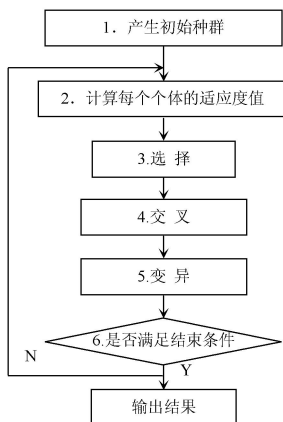 1. 产生初始种群
2. 计算每个个体的适应度值
3.选 择
4.交 叉
5.变 异
6.是否满足结束条件
N
Y
输出结果